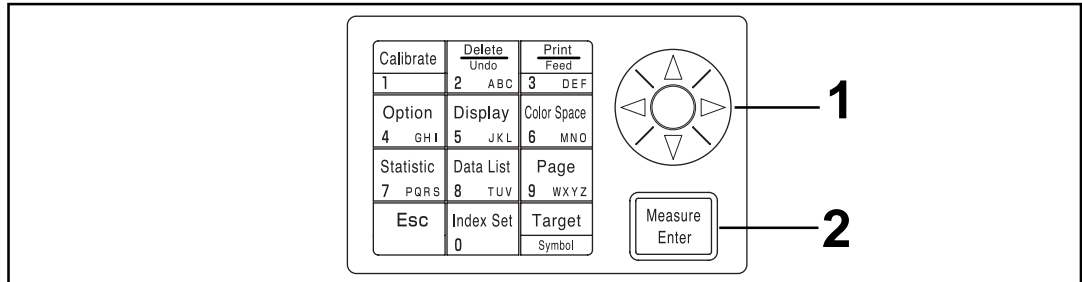 Calibrate
1
Delete
Undo
2 ABC
Print
Feed
3 DEF
Option
4 GHI
Display
5 JKL
Color Space
6 MNO
Statistic
7 PQRS
Data List
8 TUV
Page
9 WXYZ
Esc
Index Set
0
Target
Symbol
1
Measure
Enter
2